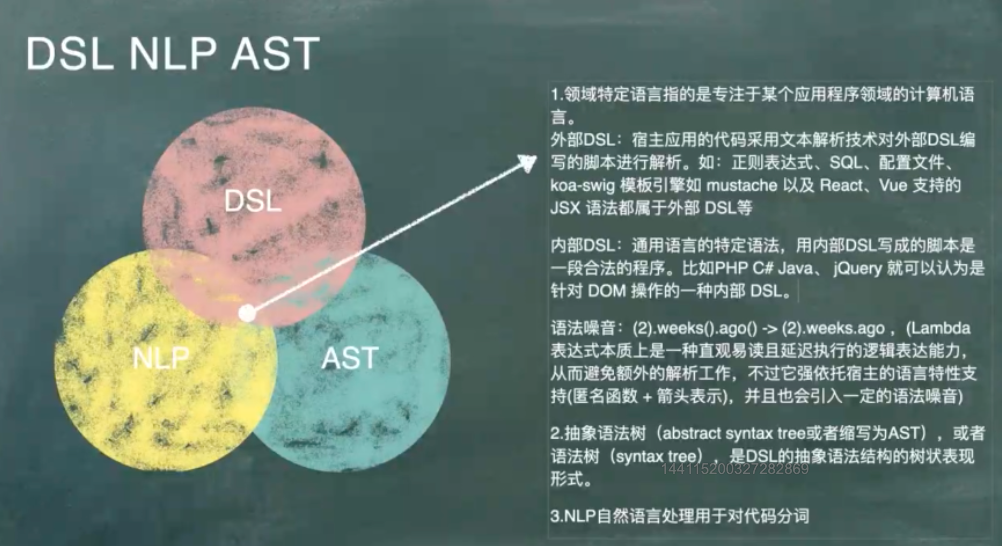 DSL NLP AST
DSL
NLP
AST
1.领域特定语言指的是专注于某个应用程序领域的计算机语
言。
外部DSL：宿主应用的代码采用文本解析技术对外部DSL编
写的脚本进行解析。如：正则表达式、SQL、配置文件、
koa-swig 模板引擎如 mustache 以及 React、Vue 支持的
JSX 语法都属于外部 DSL等
内部DSL：通用语言的特定语法，用内部DSL写成的脚本是
一段合法的程序。比如PHP C# Java、 jQuery 就可以认为是
针对 DOM 操作的一种内部 DSL。
语法噪音：(2).weeks().ago() -> (2).weeks.ago ，(Lambda
表达式本质上是一种直观易读且延迟执行的逻辑表达能力，
从而避免额外的解析工作，不过它强依托宿主的语言特性支
持(匿名函数 + 箭头表示)，并且也会引入一定的语法噪音)
2.抽象语法树（abstract syntax tree或者缩写为AST），或者
语法树（syntax tree），是DSL的抽象语法结构的树状表现
形式。
144115200327282869
3.NLP自然语言处理用于对代码分词